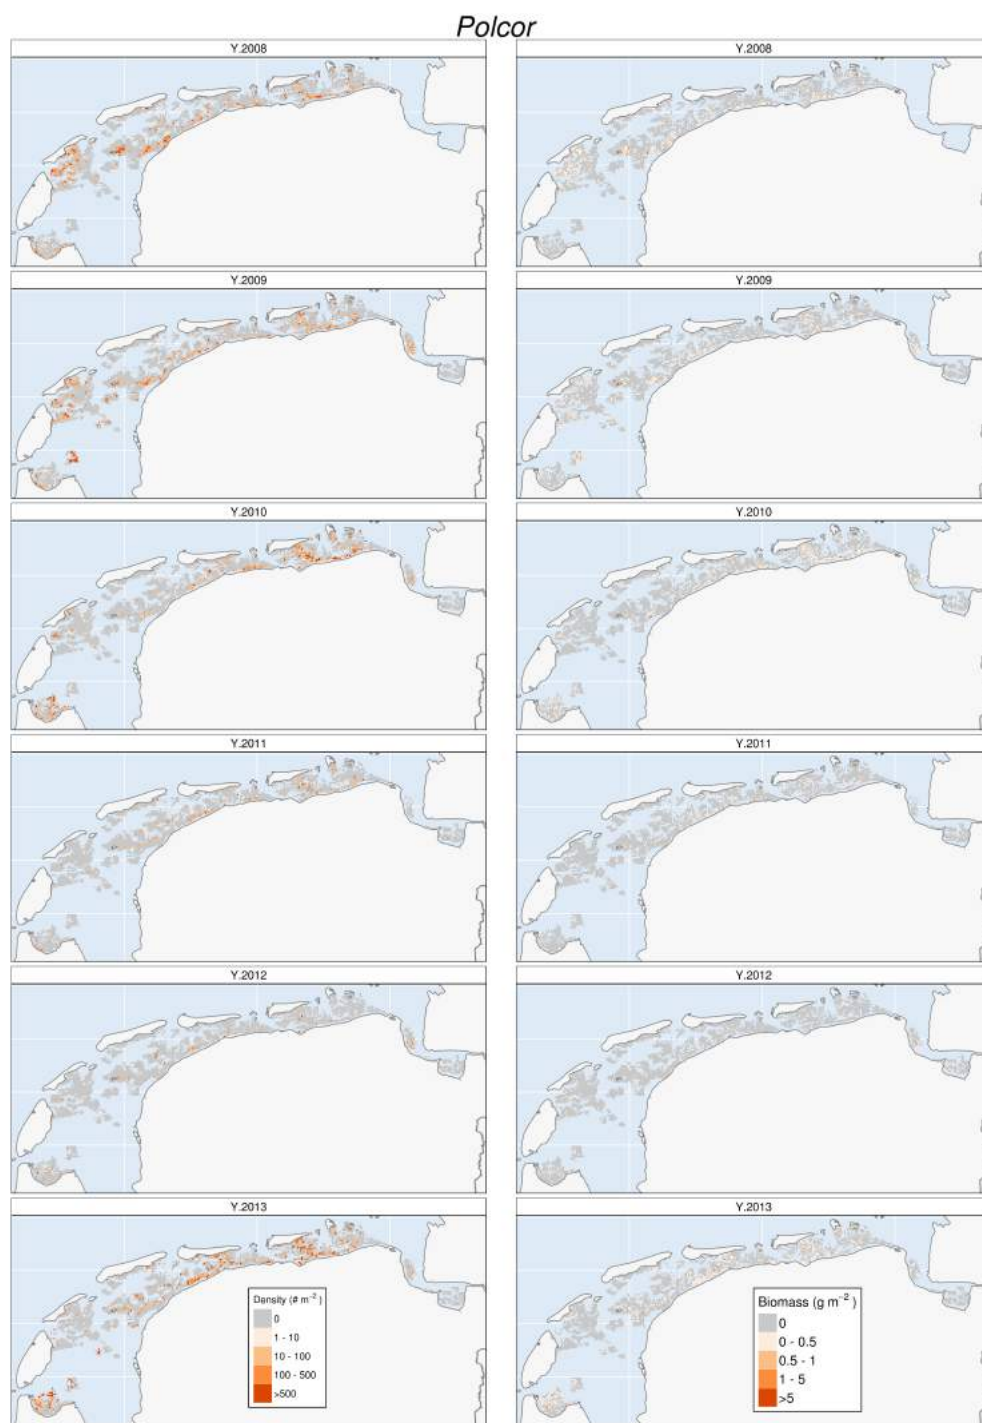 Polcor
Y.2008
Y.2008
Y.2009
Y.2009
Y.2010
Y.2010
Y.2011
Y.2011
Y.2012
Y.2012
Y.2013
Y.2013
Density (# m⁻²)
0
1 - 10
10 - 100
100 - 500
>500
Biomass (g m⁻²)
0
0 - 0.5
0.5 - 1
1 - 5
>5